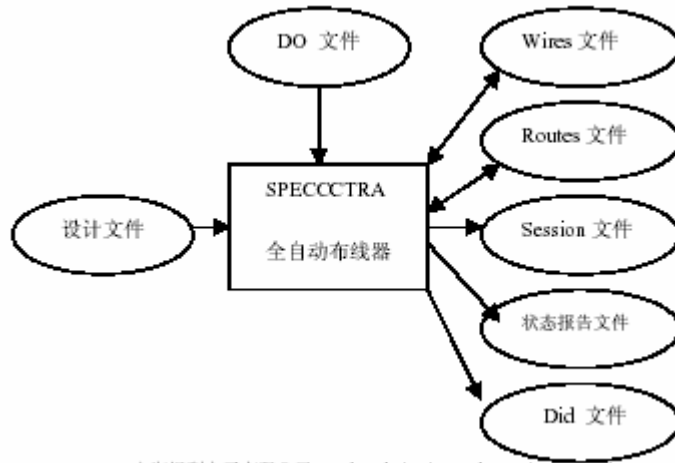 DO 文件
Wires 文件
Routes 文件
SPECCCTRA
全自动布线器
设计文件
Session 文件
状态报告文件
Did 文件